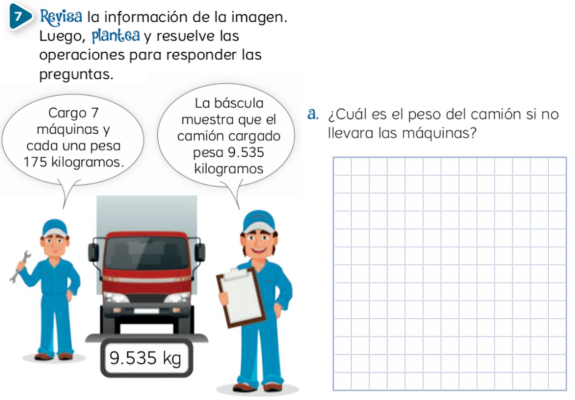 7 Revisa la información de la imagen.
Luego, plantea y resuelve las
operaciones para responder las
preguntas.
Cargo 7
máquinas y
cada una pesa
175 kilogramos.
La báscula
muestra que el
camión cargado
pesa 9.535
kilogramos
9.535 kg
a. ¿Cuál es el peso del camión si no
llevara las máquinas?